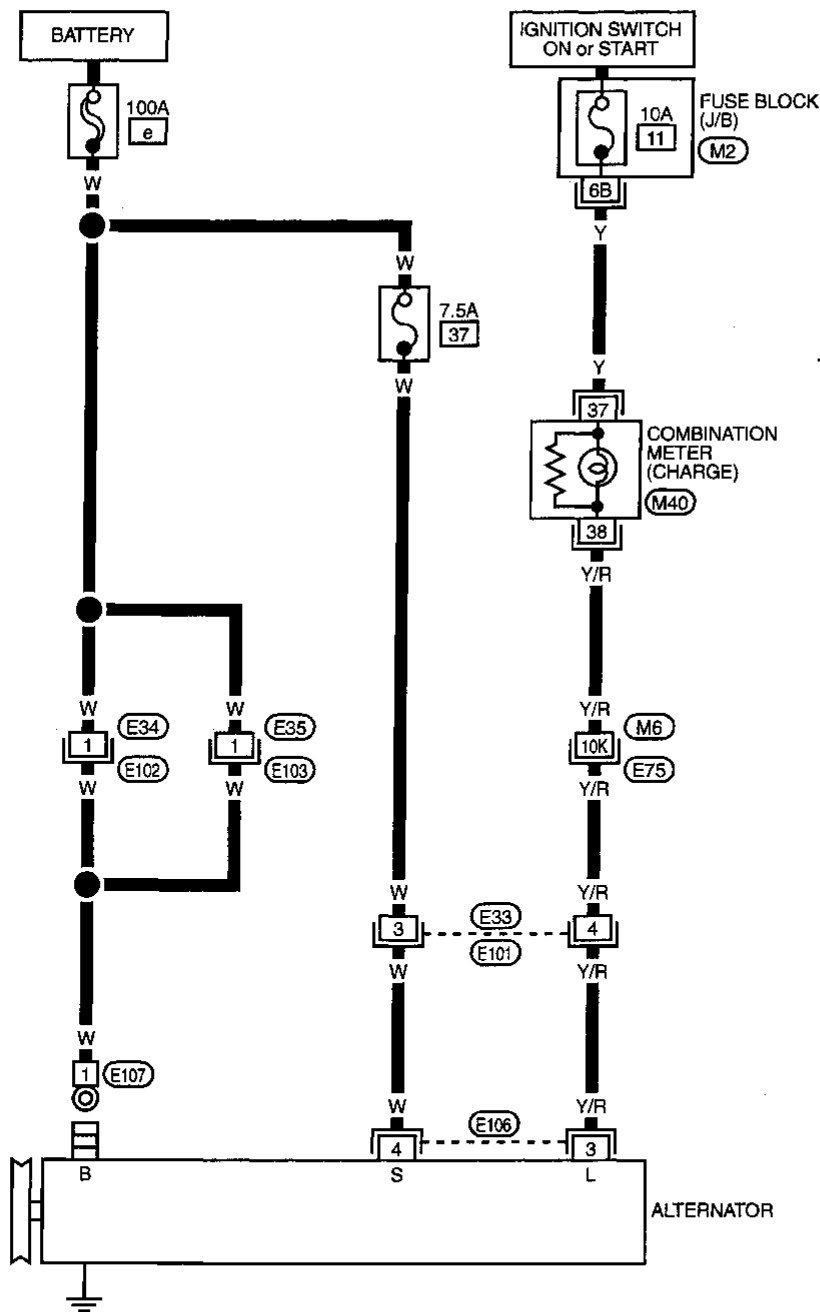 BATTERY
IGNITION SWITCH
ON or START
100A
e
10A
11
FUSE BLOCK
(J/B)
M2
6B
W
Y
W
7.5A
37
W
Y
37
COMBINATION
METER
(CHARGE)
M40
38
Y/R
W
E34
W
E35
Y/R
M6
1
1
10K
E102
E103
E75
W
W
Y/R
W
Y/R
3
E33
4
E101
W
Y/R
W
1
E107
W
Y/R
E106
4
3
B
S
L
ALTERNATOR